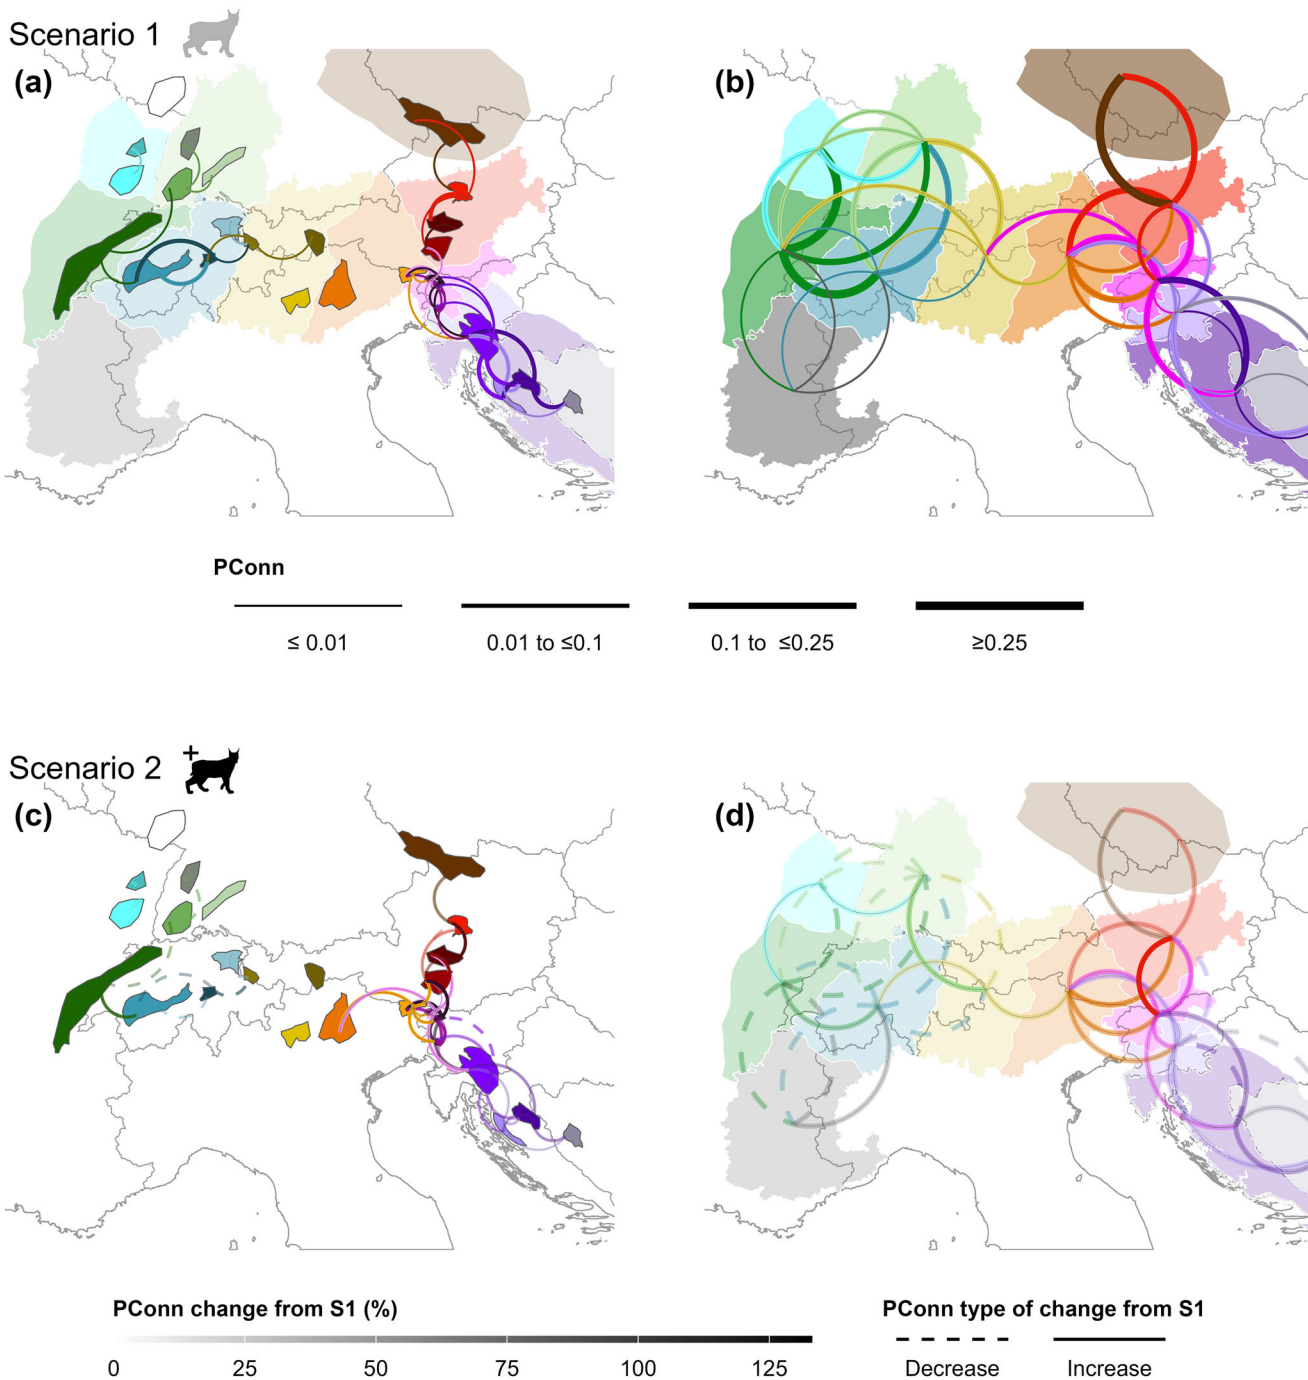 Scenario 1
(a)
(b)
PConn
≤ 0.01
0.01 to ≤0.1
0.1 to ≤0.25
≥0.25
Scenario 2
+
(c)
(d)
PConn change from S1 (%)
0 25 50 75 100 125
PConn type of change from S1
Decrease
Increase